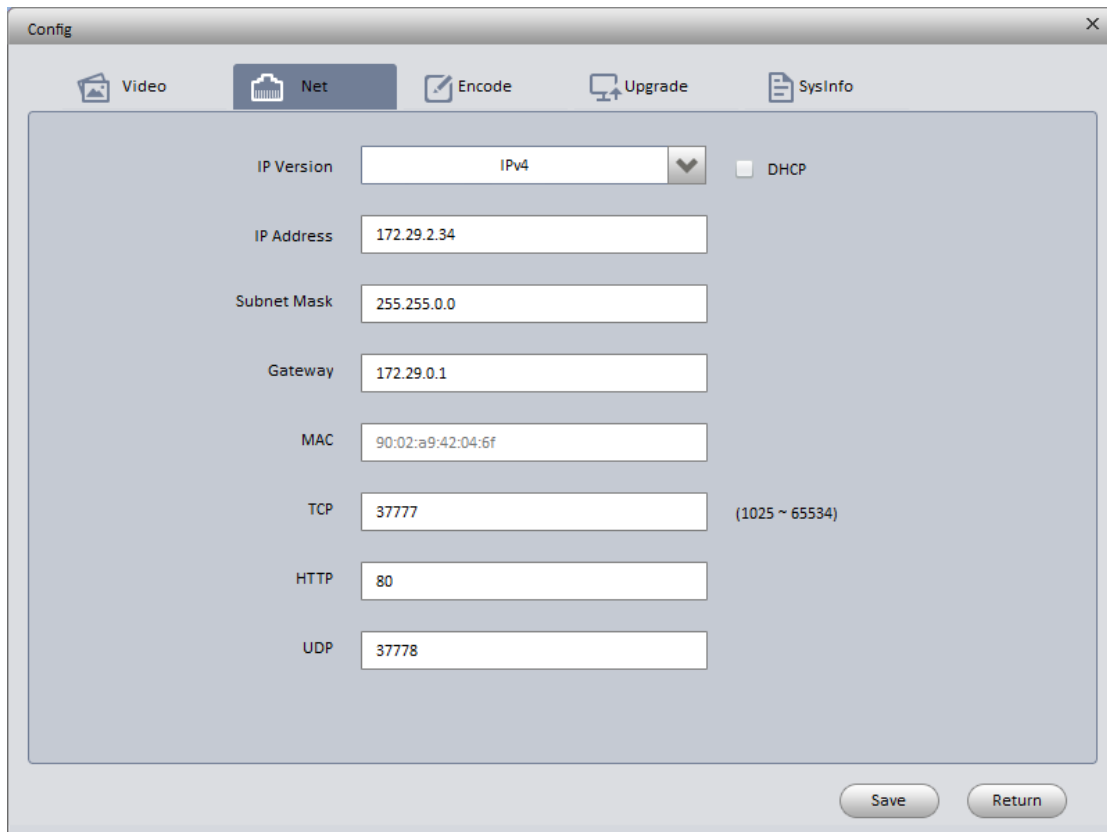 Config
Video Net Encode Upgrade SysInfo
IP Version IPv4 DHCP
IP Address 172.29.2.34
Subnet Mask 255.255.0.0
Gateway 172.29.0.1
MAC 90:02:a9:42:04:6f
TCP 37777 (1025 ~ 65534)
HTTP 80
UDP 37778
Save Return